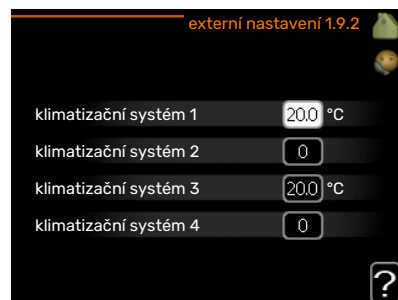 externí nastavení 1.9.2
klimatizační systém 1 20.0 °C
klimatizační systém 2 0
klimatizační systém 3 20.0 °C
klimatizační systém 4 0
?